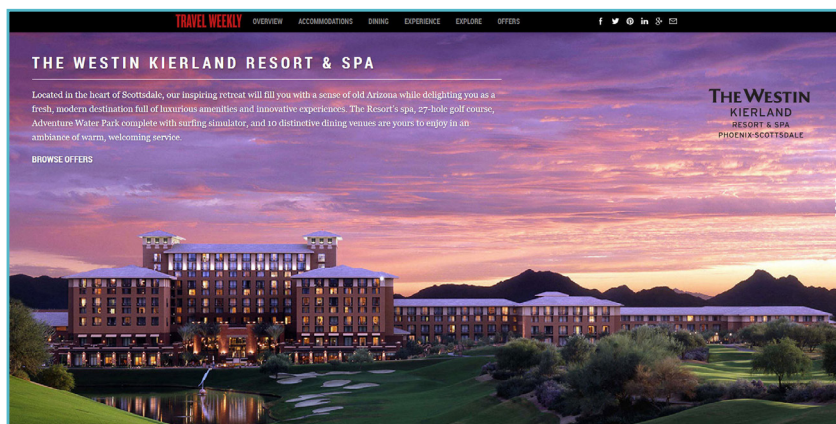 TRAVEL WEEKLY OVERVIEW ACCOMMODATIONS DINING EXPERIENCE EXPLORE OFFERS
THE WESTIN KIERLAND RESORT & SPA
Located in the heart of Scottsdale, our inspiring retreat will fill you with a sense of old Arizona while delighting you as a
fresh, modern destination full of luxurious amenities and innovative experiences. The Resort's spa, 27-hole golf course,
Adventure Water Park complete with surfing simulator, and 10 distinctive dining venues are yours to enjoy in an
ambiance of warm, welcoming service.
BROWSE OFFERS
THE WESTIN
KIERLAND
RESORT & SPA
PHOENIX-SCOTTSDALE